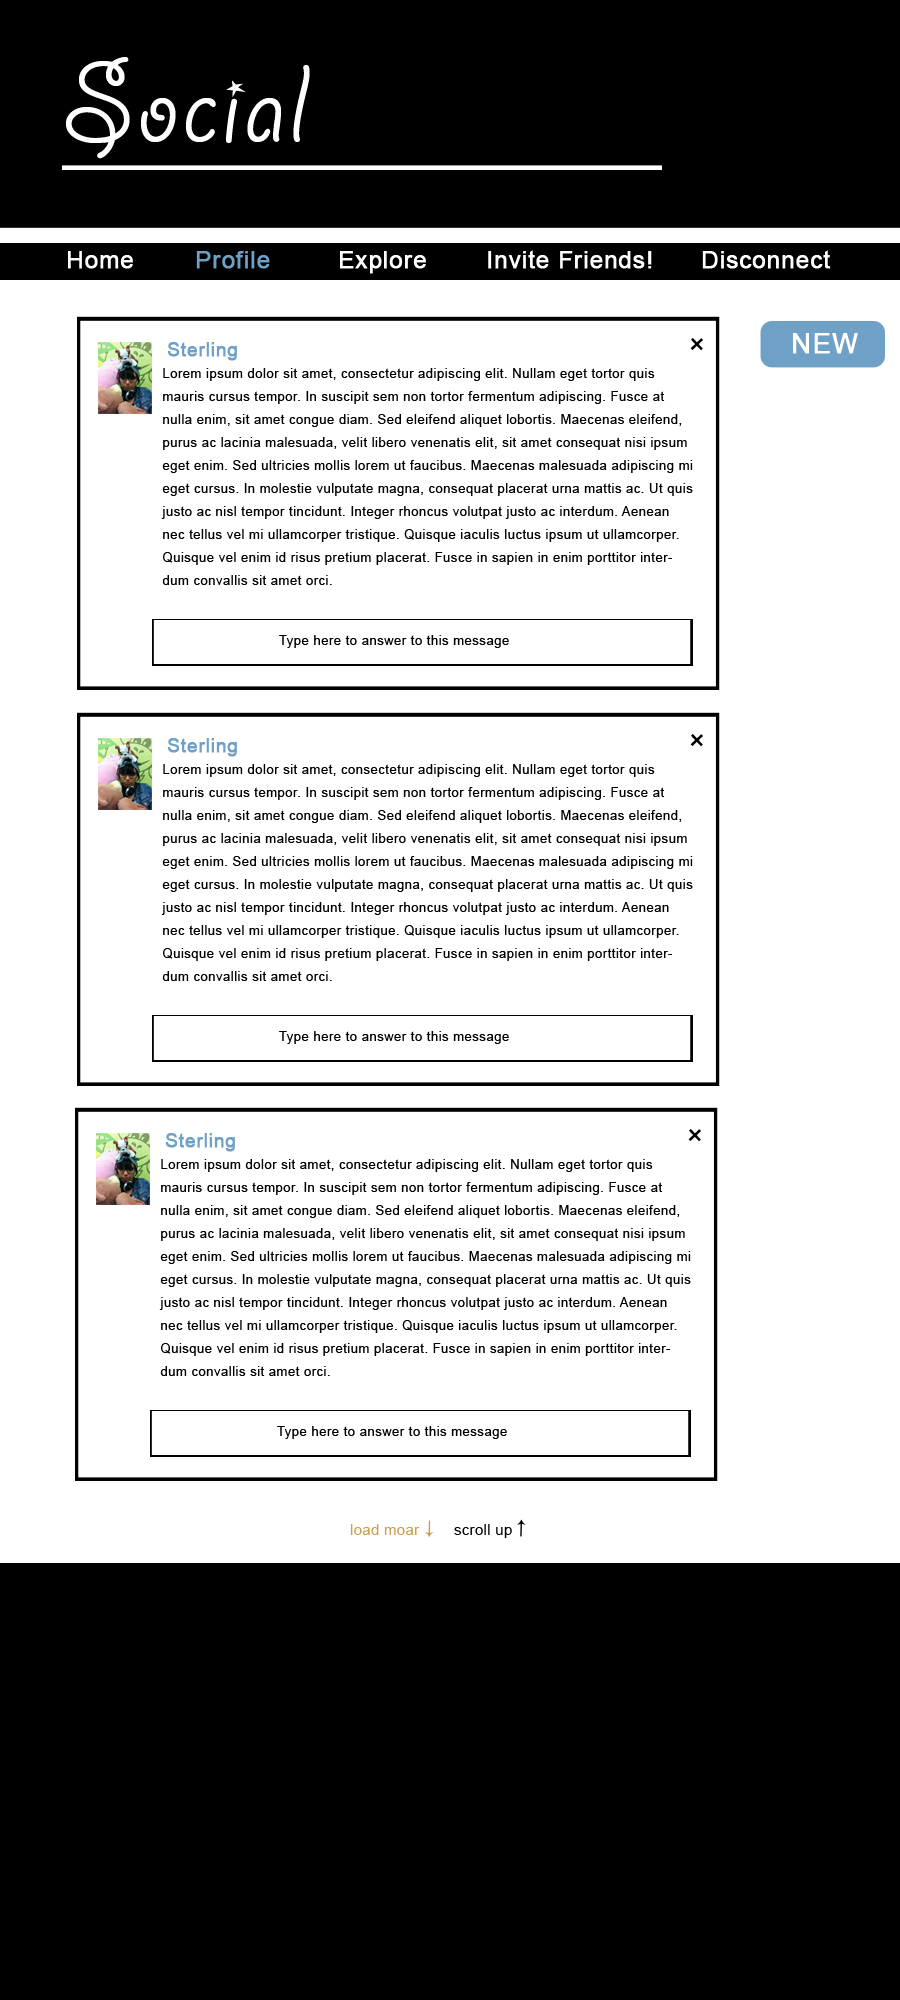 Social
Home Profile Explore Invite Friends! Disconnect
NEW
Sterling ×
Lorem ipsum dolor sit amet, consectetur adipiscing elit. Nullam eget tortor quis
mauris cursus tempor. In suscipit sem non tortor fermentum adipiscing. Fusce at
nulla enim, sit amet congue diam. Sed eleifend aliquet lobortis. Maecenas eleifend,
purus ac lacinia malesuada, velit libero venenatis elit, sit amet consequat nisi ipsum
eget enim. Sed ultricies mollis lorem ut faucibus. Maecenas malesuada adipiscing mi
eget cursus. In molestie vulputate magna, consequat placerat urna mattis ac. Ut quis
justo ac nisl tempor tincidunt. Integer rhoncus volutpat justo ac interdum. Aenean
nec tellus vel mi ullamcorper tristique. Quisque iaculis luctus ipsum ut ullamcorper.
Quisque vel enim id risus pretium placerat. Fusce in sapien in enim porttitor inter-
dum convallis sit amet orci.
Type here to answer to this message
Sterling ×
Lorem ipsum dolor sit amet, consectetur adipiscing elit. Nullam eget tortor quis
mauris cursus tempor. In suscipit sem non tortor fermentum adipiscing. Fusce at
nulla enim, sit amet congue diam. Sed eleifend aliquet lobortis. Maecenas eleifend,
purus ac lacinia malesuada, velit libero venenatis elit, sit amet consequat nisi ipsum
eget enim. Sed ultricies mollis lorem ut faucibus. Maecenas malesuada adipiscing mi
eget cursus. In molestie vulputate magna, consequat placerat urna mattis ac. Ut quis
justo ac nisl tempor tincidunt. Integer rhoncus volutpat justo ac interdum. Aenean
nec tellus vel mi ullamcorper tristique. Quisque iaculis luctus ipsum ut ullamcorper.
Quisque vel enim id risus pretium placerat. Fusce in sapien in enim porttitor inter-
dum convallis sit amet orci.
Type here to answer to this message
Sterling ×
Lorem ipsum dolor sit amet, consectetur adipiscing elit. Nullam eget tortor quis
mauris cursus tempor. In suscipit sem non tortor fermentum adipiscing. Fusce at
nulla enim, sit amet congue diam. Sed eleifend aliquet lobortis. Maecenas eleifend,
purus ac lacinia malesuada, velit libero venenatis elit, sit amet consequat nisi ipsum
eget enim. Sed ultricies mollis lorem ut faucibus. Maecenas malesuada adipiscing mi
eget cursus. In molestie vulputate magna, consequat placerat urna mattis ac. Ut quis
justo ac nisl tempor tincidunt. Integer rhoncus volutpat justo ac interdum. Aenean
nec tellus vel mi ullamcorper tristique. Quisque iaculis luctus ipsum ut ullamcorper.
Quisque vel enim id risus pretium placerat. Fusce in sapien in enim porttitor inter-
dum convallis sit amet orci.
Type here to answer to this message
load moar ↓ scroll up ↑